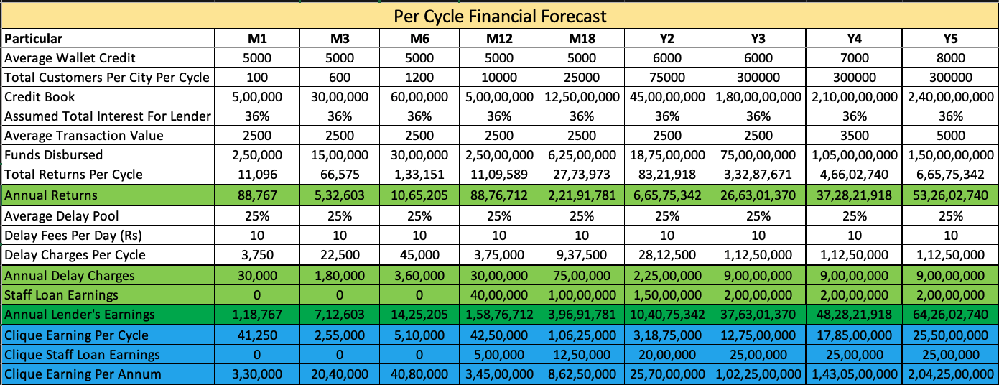 Per Cycle Financial Forecast
Particular M1 M3 M6 M12 M18 Y2 Y3 Y4 Y5
Average Wallet Credit 5000 5000 5000 5000 5000 6000 6000 7000 8000
Total Customers Per City Per Cycle 100 600 1200 10000 25000 75000 300000 300000 300000
Credit Book 5,00,000 30,00,000 60,00,000 5,00,00,000 12,50,00,000 45,00,00,000 1,80,00,00,000 2,10,00,00,000 2,40,00,00,000
Assumed Total Interest For Lender 36% 36% 36% 36% 36% 36% 36% 36% 36%
Average Transaction Value 2500 2500 2500 2500 2500 2500 2500 3500 5000
Funds Disbursed 2,50,000 15,00,000 30,00,000 2,50,00,000 6,25,00,000 18,75,00,000 75,00,00,000 1,05,00,00,000 1,50,00,00,000
Total Returns Per Cycle 11,096 66,575 1,33,151 11,09,589 27,73,973 83,21,918 3,32,87,671 4,66,02,740 6,65,75,342
Annual Returns 88,767 5,32,603 10,65,205 88,76,712 2,21,91,781 6,65,75,342 26,63,01,370 37,28,21,918 53,26,02,740
Average Delay Pool 25% 25% 25% 25% 25% 25% 25% 25% 25%
Delay Fees Per Day (Rs) 10 10 10 10 10 10 10 10 10
Delay Charges Per Cycle 3,750 22,500 45,000 3,75,000 9,37,500 28,12,500 1,12,50,000 1,12,50,000 1,12,50,000
Annual Delay Charges 30,000 1,80,000 3,60,000 30,00,000 75,00,000 2,25,00,000 9,00,00,000 9,00,00,000 9,00,00,000
Staff Loan Earnings 0 0 0 40,00,000 1,00,00,000 1,50,00,000 2,00,00,000 2,00,00,000 2,00,00,000
Annual Lender's Earnings 1,18,767 7,12,603 14,25,205 1,58,76,712 3,96,91,781 10,40,75,342 37,63,01,370 48,28,21,918 64,26,02,740
Clique Earning Per Cycle 41,250 2,55,000 5,10,000 42,50,000 1,06,25,000 3,18,75,000 12,75,00,000 17,85,00,000 25,50,00,000
Clique Staff Loan Earnings 0 0 0 5,00,000 12,50,000 20,00,000 25,00,000 25,00,000 25,00,000
Clique Earning Per Annum 3,30,000 20,40,000 40,80,000 3,45,00,000 8,62,50,000 25,70,00,000 1,02,25,00,000 1,43,05,00,000 2,04,25,00,000